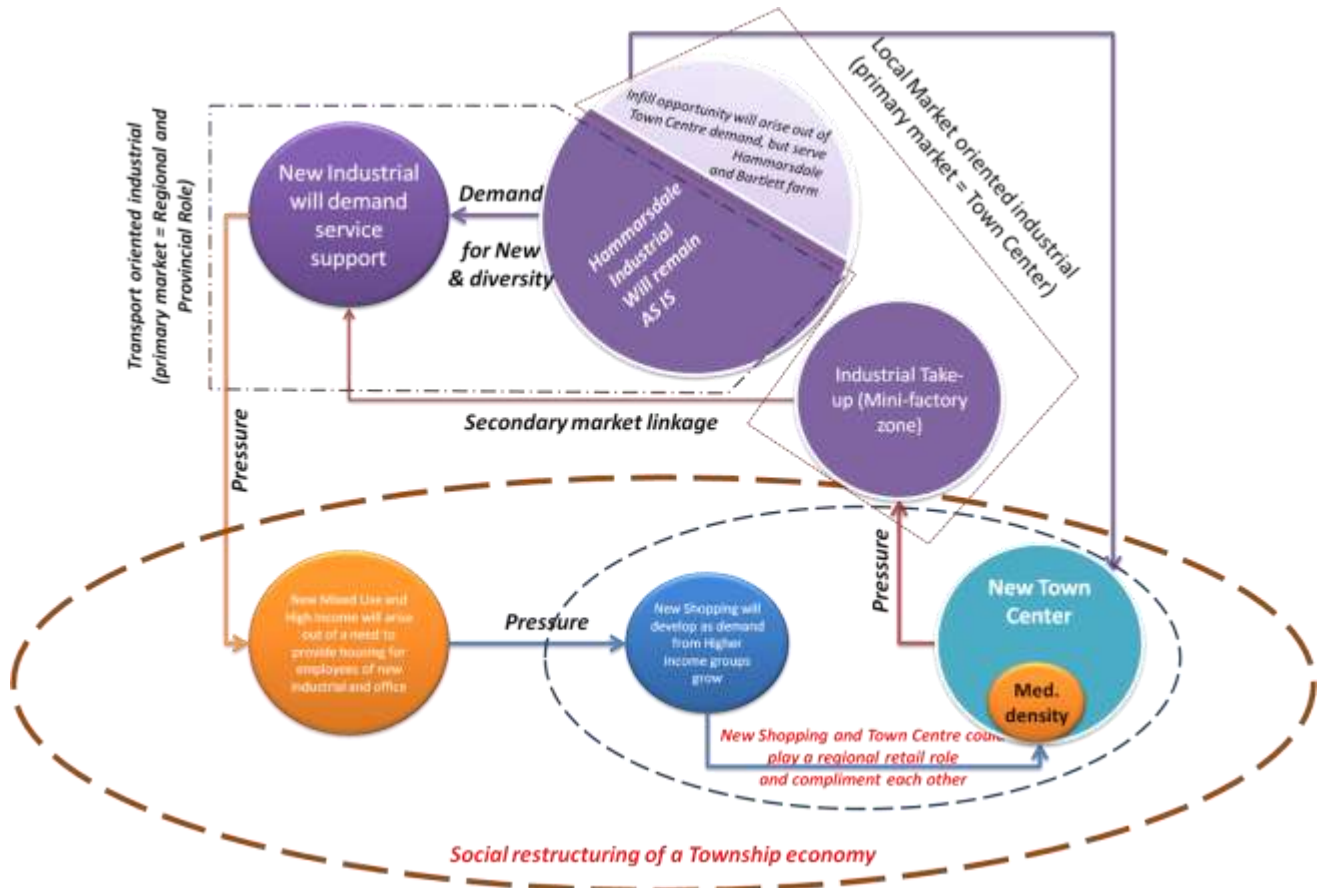 Infill opportunity will arise out of
Town Centre demand, but serve
Hammarsdale
and Bartlett farm
Local Market oriented industrial
(primary market = Town Center)
Transport oriented industrial
(primary market = Regional and
Provincial Role)
New Industrial
will demand
service
support
Demand
for New
& diversity
Hammarsdale
Industrial
Will remain
AS IS
Industrial Take-
up (Mini-factory
zone)
Secondary market linkage
Pressure
Pressure
New Mixed Use and
High Income will arise
out of a need to
provide housing for
employees of new
industrial and office
Pressure
New Shopping will
develop as demand
from Higher
Income groups
grow
New Town
Center
Med.
density
New Shopping and Town Centre could
play a regional retail role
and compliment each other
Social restructuring of a Township economy